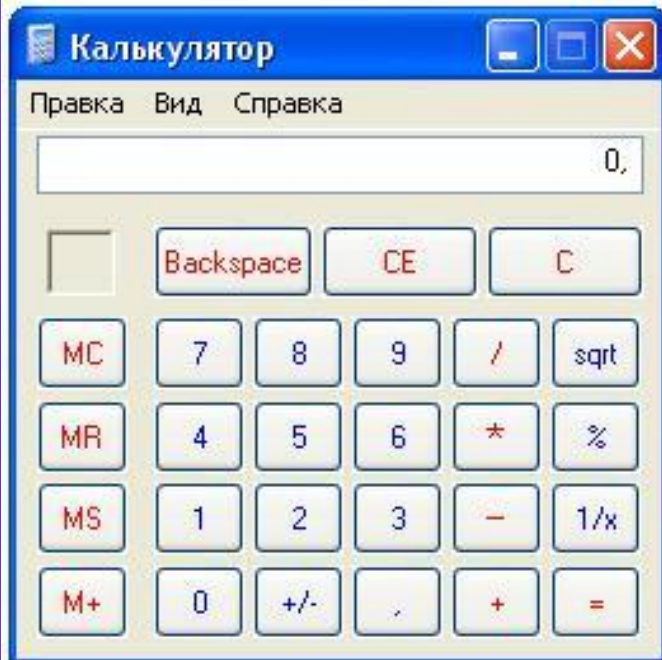 Калькулятор
Правка Вид Справка
0,
Backspace CE C
MC 7 8 9 / sqrt
MR 4 5 6 * %
MS 1 2 3 − 1/x
M+ 0 +/- , + =